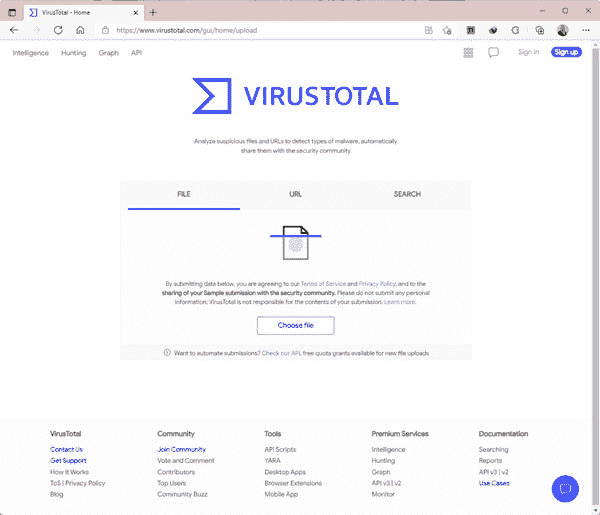 VirusTotal - Home
https://www.virustotal.com/gui/home/upload
Intelligence Hunting Graph API Sign in Sign up
VIRUSTOTAL
Analyze suspicious files and URLs to detect types of malware, automatically
share them with the security community
FILE URL SEARCH
By submitting data below, you are agreeing to our Terms of Service and Privacy Policy, and to the
sharing of your Sample submission with the security community. Please do not submit any personal
information; VirusTotal is not responsible for the contents of your submission. Learn more.
Choose file
Want to automate submissions? Check our API, free quota grants available for new file uploads
VirusTotal Community Tools Premium Services Documentation
Contact Us Join Community API Scripts Intelligence Searching
Get Support Vote and Comment YARA Hunting Reports
How It Works Contributors Desktop Apps Graph API v3 | v2
ToS | Privacy Policy Top Users Browser Extensions API v3 | v2 Use Cases
Blog Community Buzz Mobile App Monitor